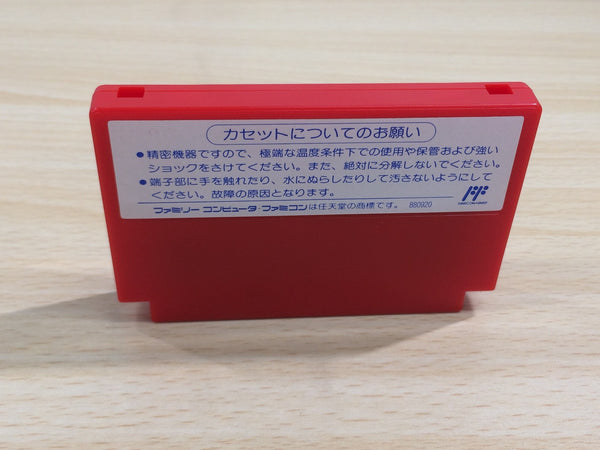 カセットについてのお願い
●精密機器ですので、極端な温度条件下での使用や保管および強い
ショックをさけてください。また、絶対に分解しないでください。
●端子部に手を触れたり、水にぬらしたりして汚さないようにして
ください。故障の原因となります。
ファミリー コンピュータ・ファミコンは任天堂の商標です。 880920